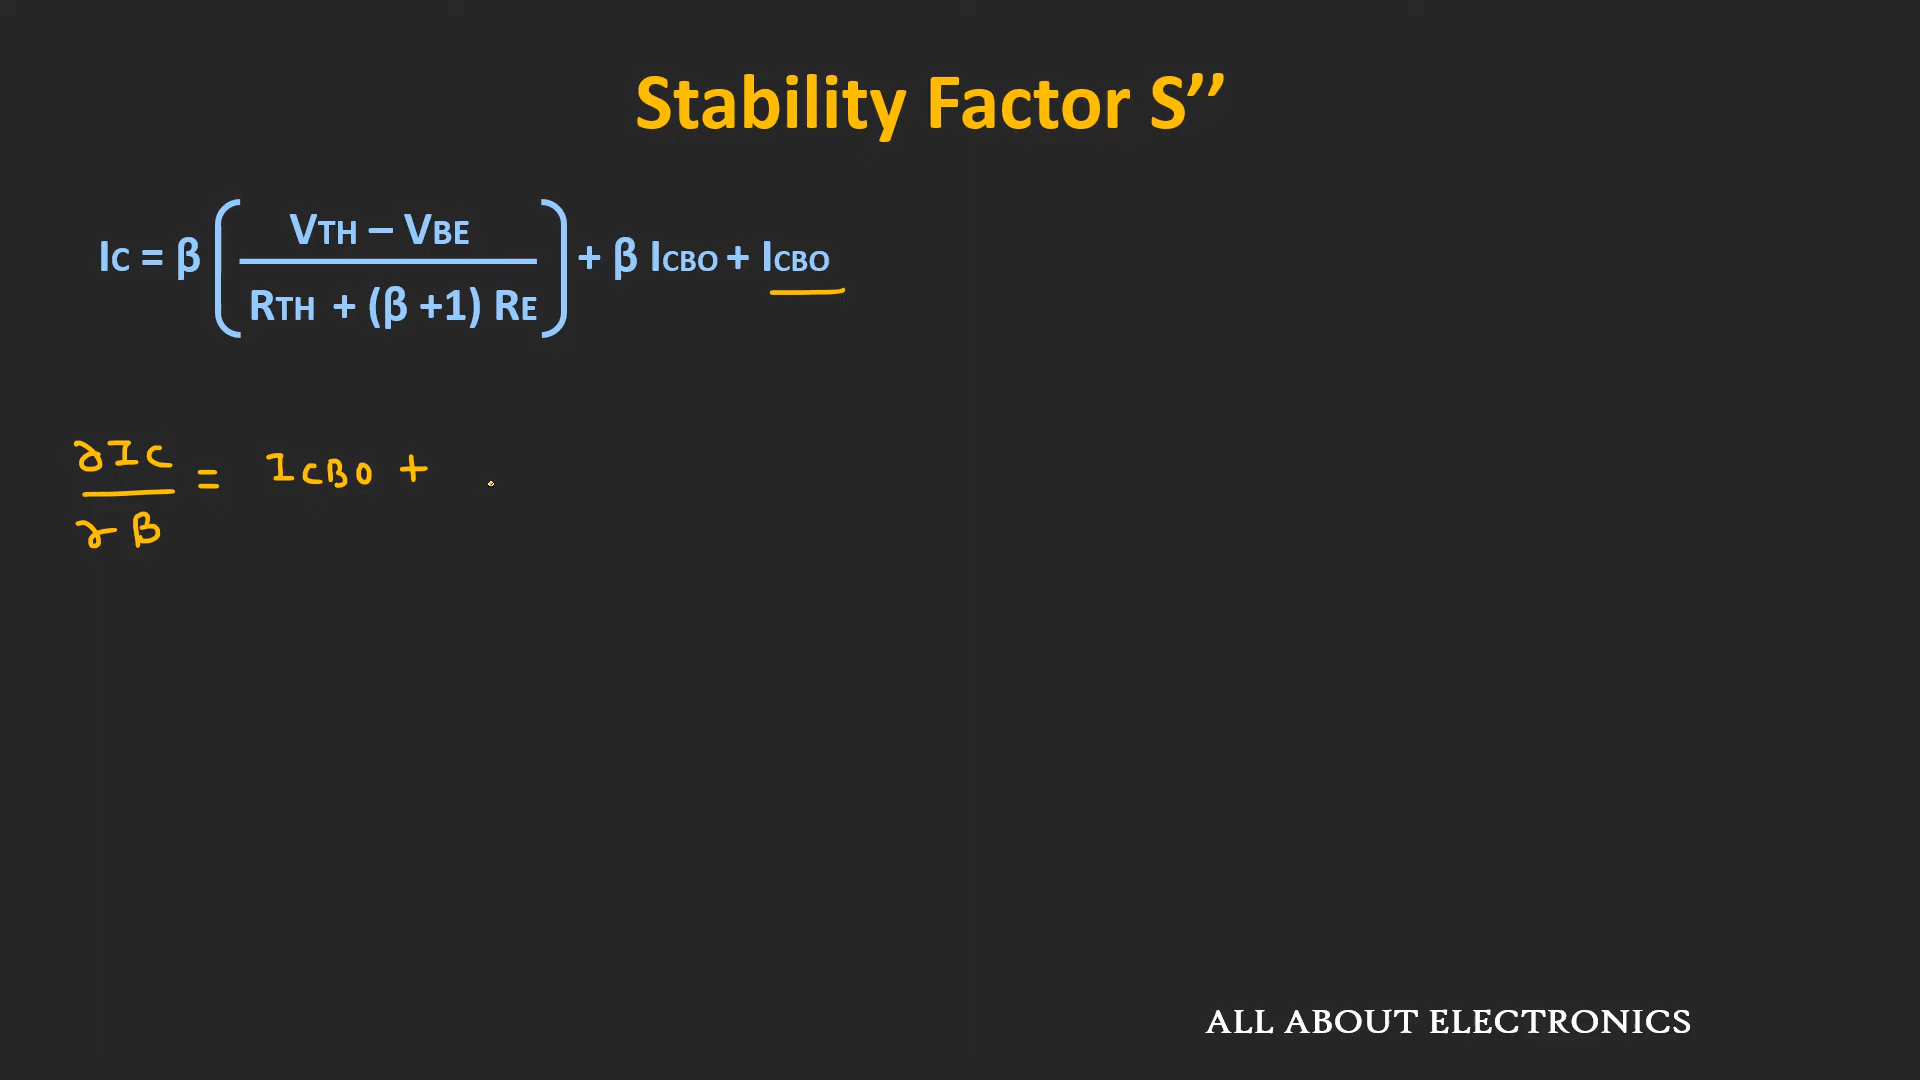 Stability Factor S’’
IC = β ( VTH – VBE / RTH + (β +1) RE ) + β ICBO + ICBO
∂IC / ∂β = ICBO +
ALL ABOUT ELECTRONICS